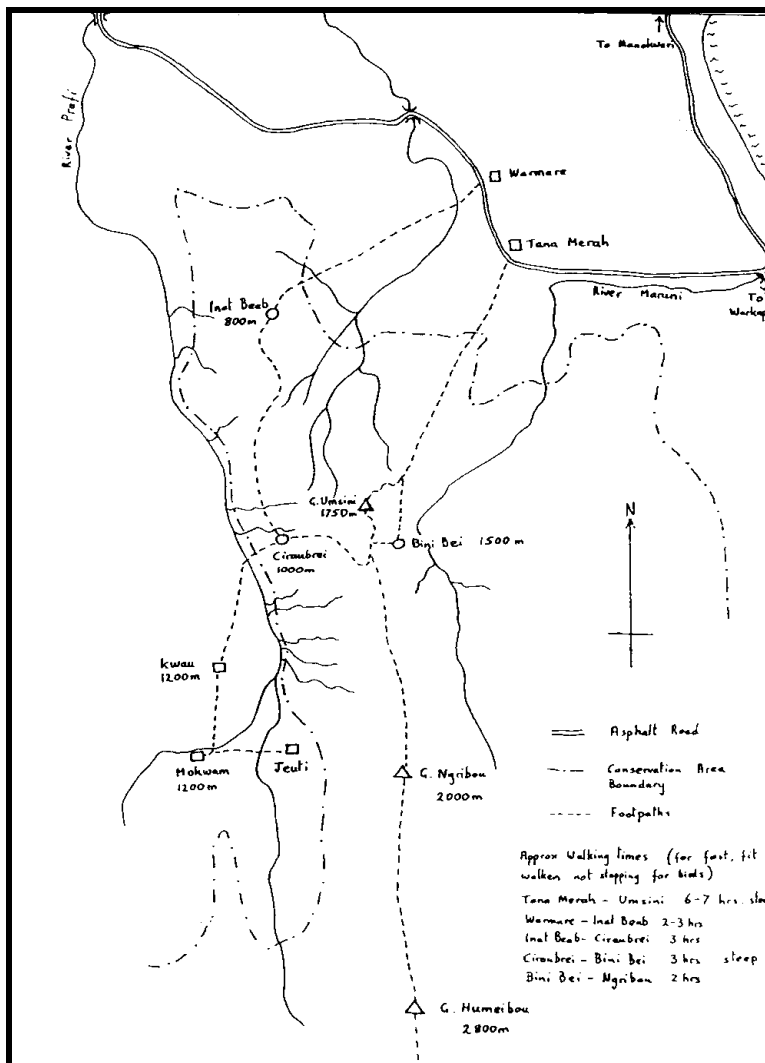 To Manokwari
River Prafi
Warmare
Tana Merah
River Maruni
To
Inat Beab
800m
G. Umsini
1750m
N
Ciraubrei
1000m
Bini Bei 1500 m
Kwau
1200m
Mokwam
1200m
Jeuti
G. Ngribou
2000m
G. Humeibou
2800m
Asphalt Road
Conservation Area
Boundary
Footpaths
Approx Walking times (for fast, fit
walkers not stopping for birds)
Tana Merah - Umsini 6-7 hrs.
Warmare - Inat Beab 2-3 hrs
Inat Beab - Ciraubrei 3 hrs
Ciraubrei - Bini Bei 3 hrs steep
Bini Bei - Ngribou 2 hrs